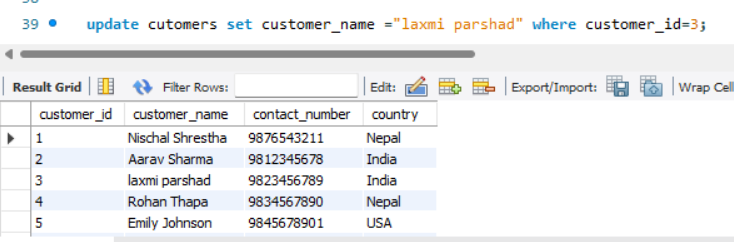 39 update cutomers set customer_name ="laxmi parshad" where customer_id=3;
Result Grid Filter Rows: Edit: Export/Import: Wrap Cell
customer_id customer_name contact_number country
1 Nischal Shrestha 9876543211 Nepal
2 Aarav Sharma 9812345678 India
3 laxmi parshad 9823456789 India
4 Rohan Thapa 9834567890 Nepal
5 Emily Johnson 9845678901 USA